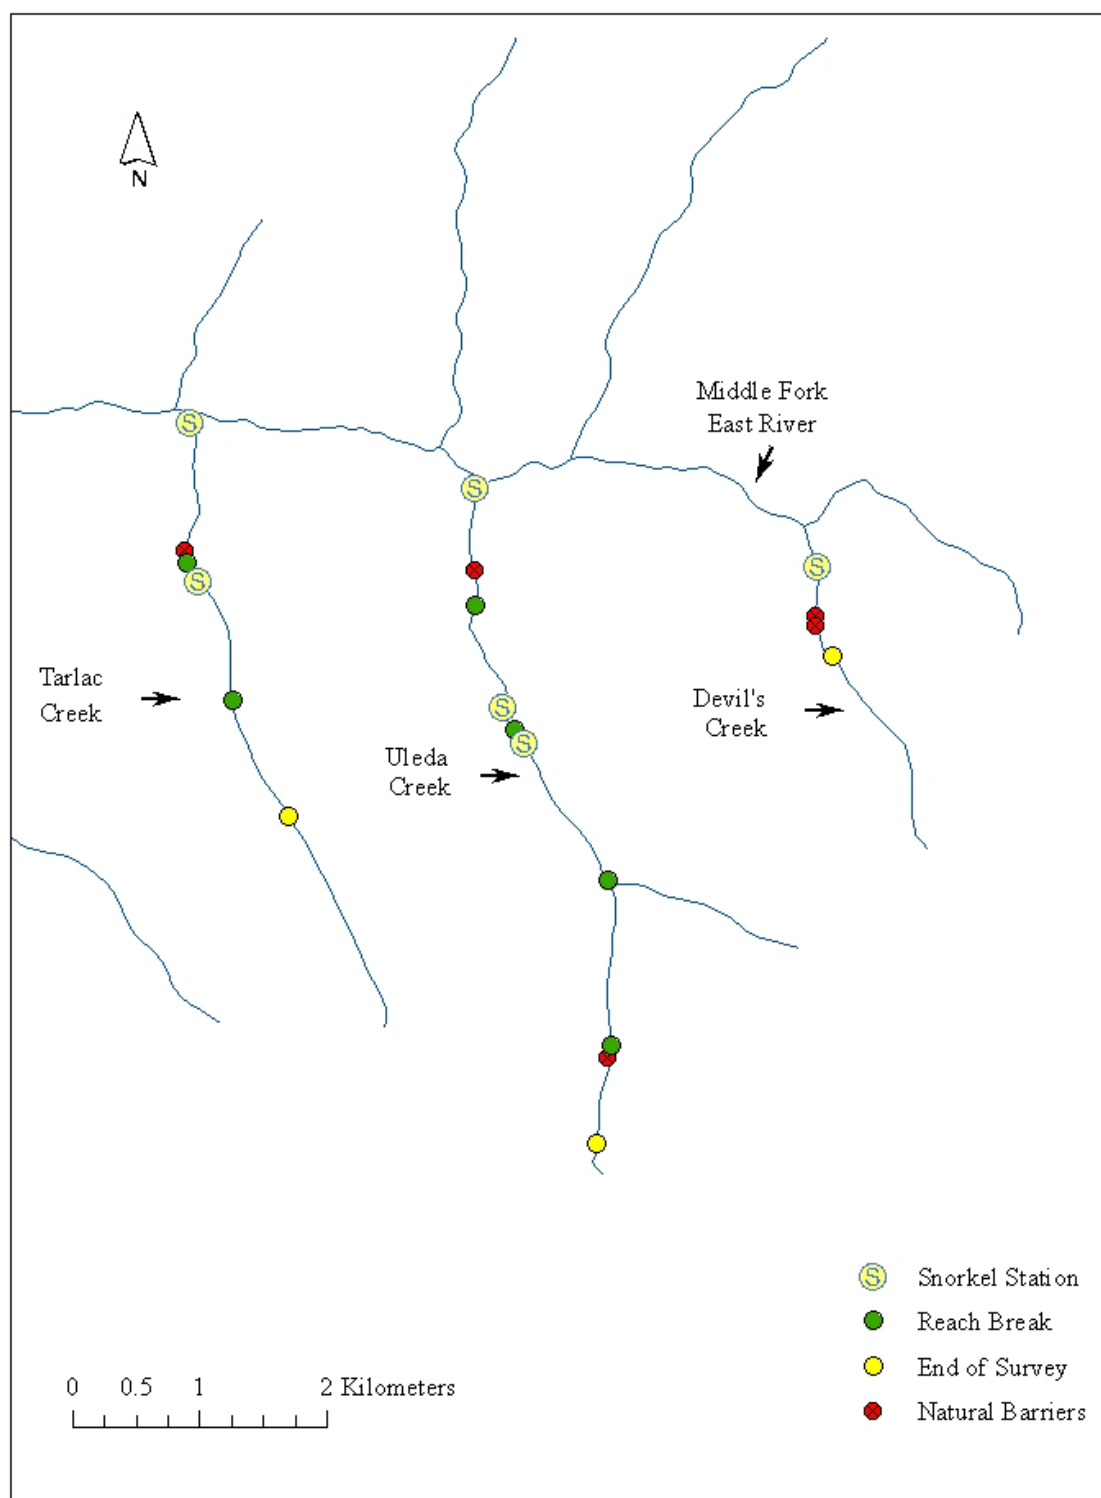 N
Middle Fork
East River
S
S
S
S
Tarlac
Creek
Devil's
Creek
S
S
Uleda
Creek
S Snorkel Station
Reach Break
End of Survey
Natural Barriers
0 0.5 1 2 Kilometers